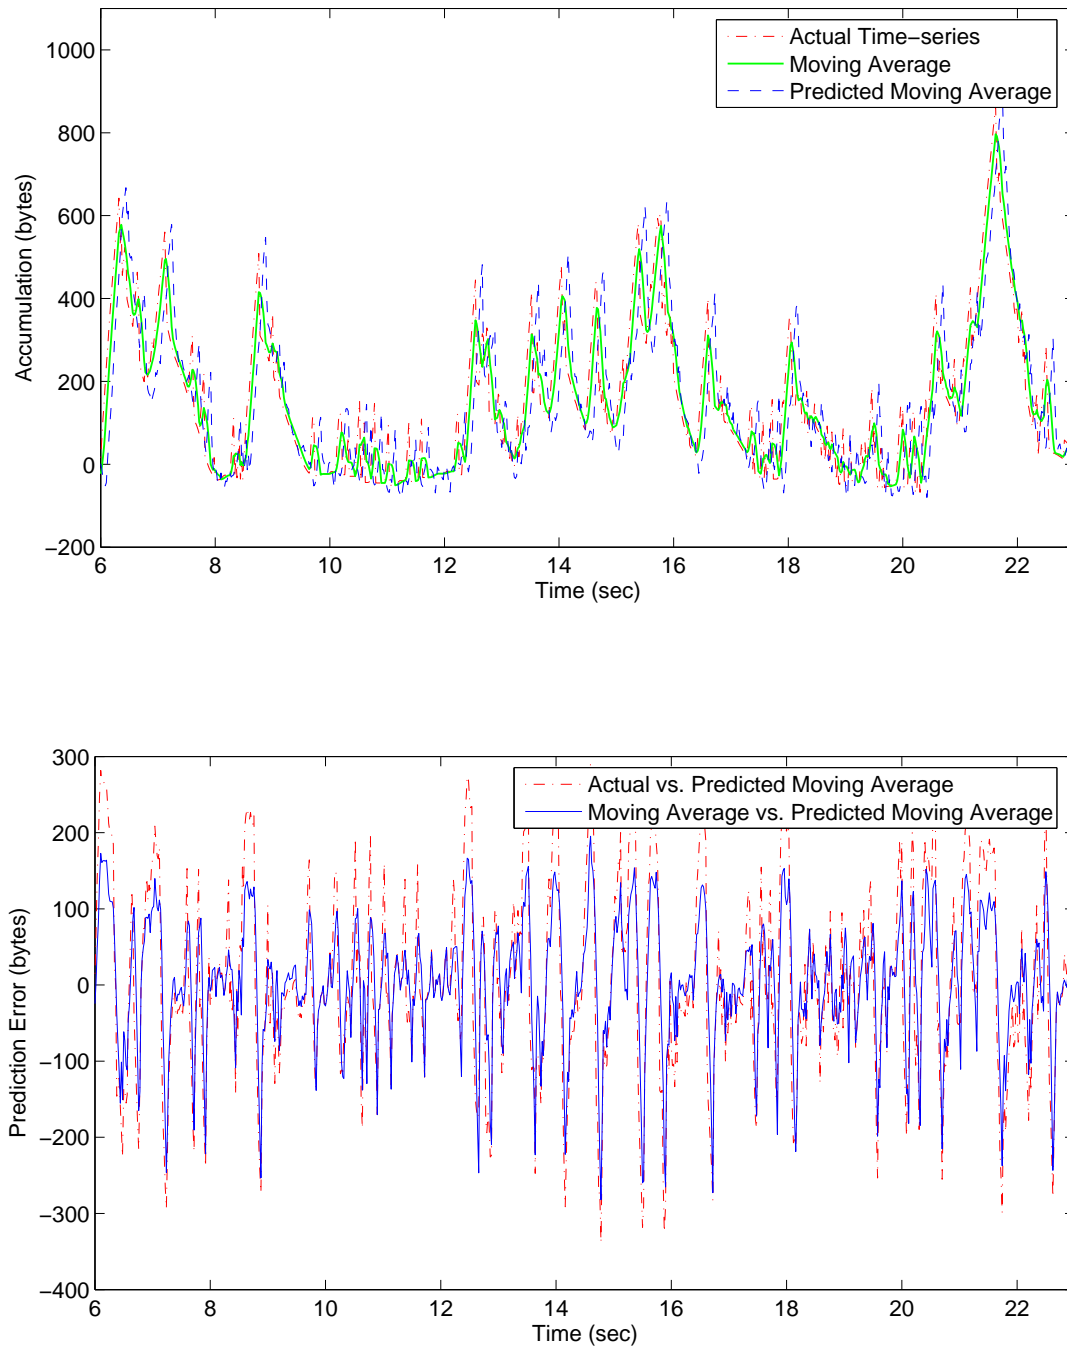 1000
800
600
400
200
0
−200
Accumulation (bytes)
Actual Time−series
Moving Average
Predicted Moving Average
6 8 10 12 14 16 18 20 22
Time (sec)
300
200
100
0
−100
−200
−300
−400
Prediction Error (bytes)
Actual vs. Predicted Moving Average
Moving Average vs. Predicted Moving Average
6 8 10 12 14 16 18 20 22
Time (sec)